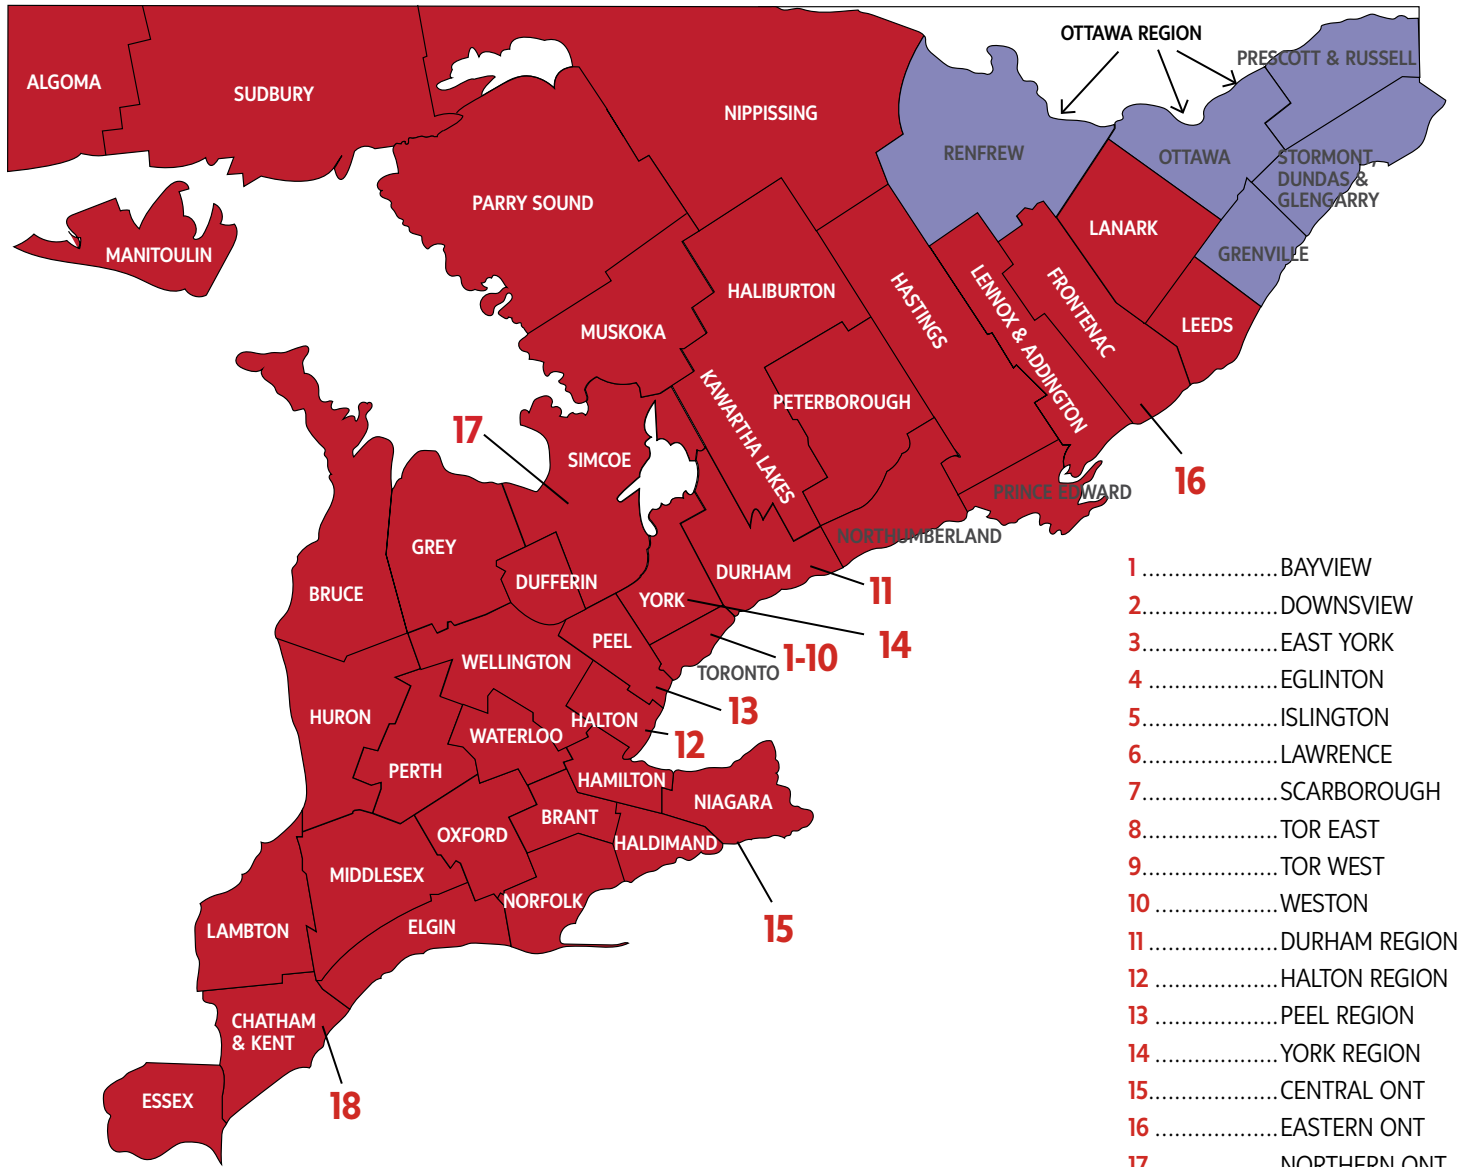 OTTAWA REGION
PRESCOTT & RUSSELL
ALGOMA
SUDBURY
NIPPISSING
RENFREW
OTTAWA
STORMONT,
DUNDAS &
GLENGARRY
PARRY SOUND
LANARK
MANITOULIN
GRENVILLE
HALIBURTON
HASTINGS
LENNOX & ADDINGTON
FRONTENAC
LEEDS
MUSKOKA
KAWARTHA LAKES
PETERBOROUGH
17
SIMCOE
16
PRINCE EDWARD
NORTHUMBERLAND
GREY
DUFFERIN
DURHAM
11
BRUCE
YORK
14
PEEL
1-10
TORONTO
WELLINGTON
13
HURON
HALTON
12
WATERLOO
PERTH
HAMILTON
NIAGARA
BRANT
OXFORD
HALDIMAND
MIDDLESEX
NORFOLK
15
ELGIN
LAMBTON
CHATHAM
& KENT
18
ESSEX
1 .....................BAYVIEW
2.....................DOWNSVIEW
3.....................EAST YORK
4.....................EGLINTON
5.....................ISLINGTON
6.....................LAWRENCE
7.....................SCARBOROUGH
8.....................TOR EAST
9.....................TOR WEST
10 ...................WESTON
11 ....................DURHAM REGION
12 ...................HALTON REGION
13 ...................PEEL REGION
14 ...................YORK REGION
15....................CENTRAL ONT
16 ...................EASTERN ONT
17....................NORTHERN ONT